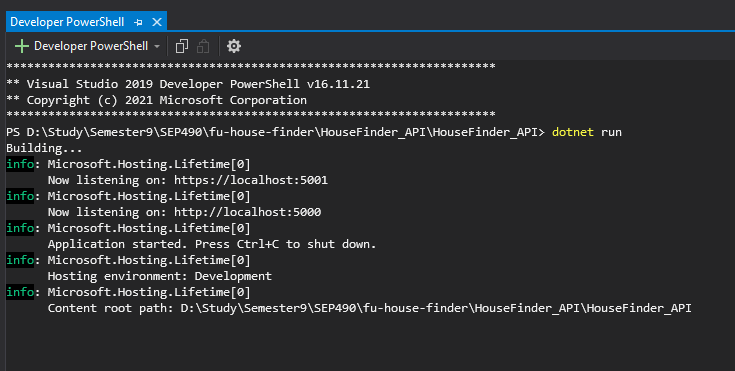 Developer PowerShell
Developer PowerShell
**********************************************************************
** Visual Studio 2019 Developer PowerShell v16.11.21
** Copyright (c) 2021 Microsoft Corporation
**********************************************************************
PS D:\Study\Semester9\SEP490\fu-house-finder\HouseFinder_API\HouseFinder_API> dotnet run
Building...
info: Microsoft.Hosting.Lifetime[0]
      Now listening on: https://localhost:5001
info: Microsoft.Hosting.Lifetime[0]
      Now listening on: http://localhost:5000
info: Microsoft.Hosting.Lifetime[0]
      Application started. Press Ctrl+C to shut down.
info: Microsoft.Hosting.Lifetime[0]
      Hosting environment: Development
info: Microsoft.Hosting.Lifetime[0]
      Content root path: D:\Study\Semester9\SEP490\fu-house-finder\HouseFinder_API\HouseFinder_API